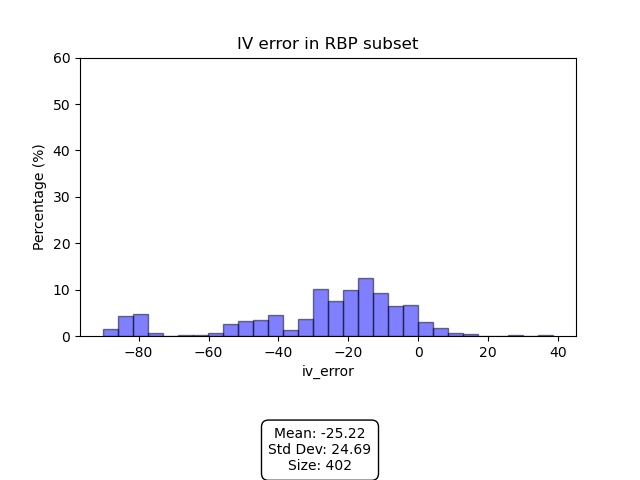 IV error in RBP subset
60
50
40
30
20
10
0
Percentage (%)
−80
−60
−40
−20
0
20
40
iv_error
Mean: -25.22
Std Dev: 24.69
Size: 402